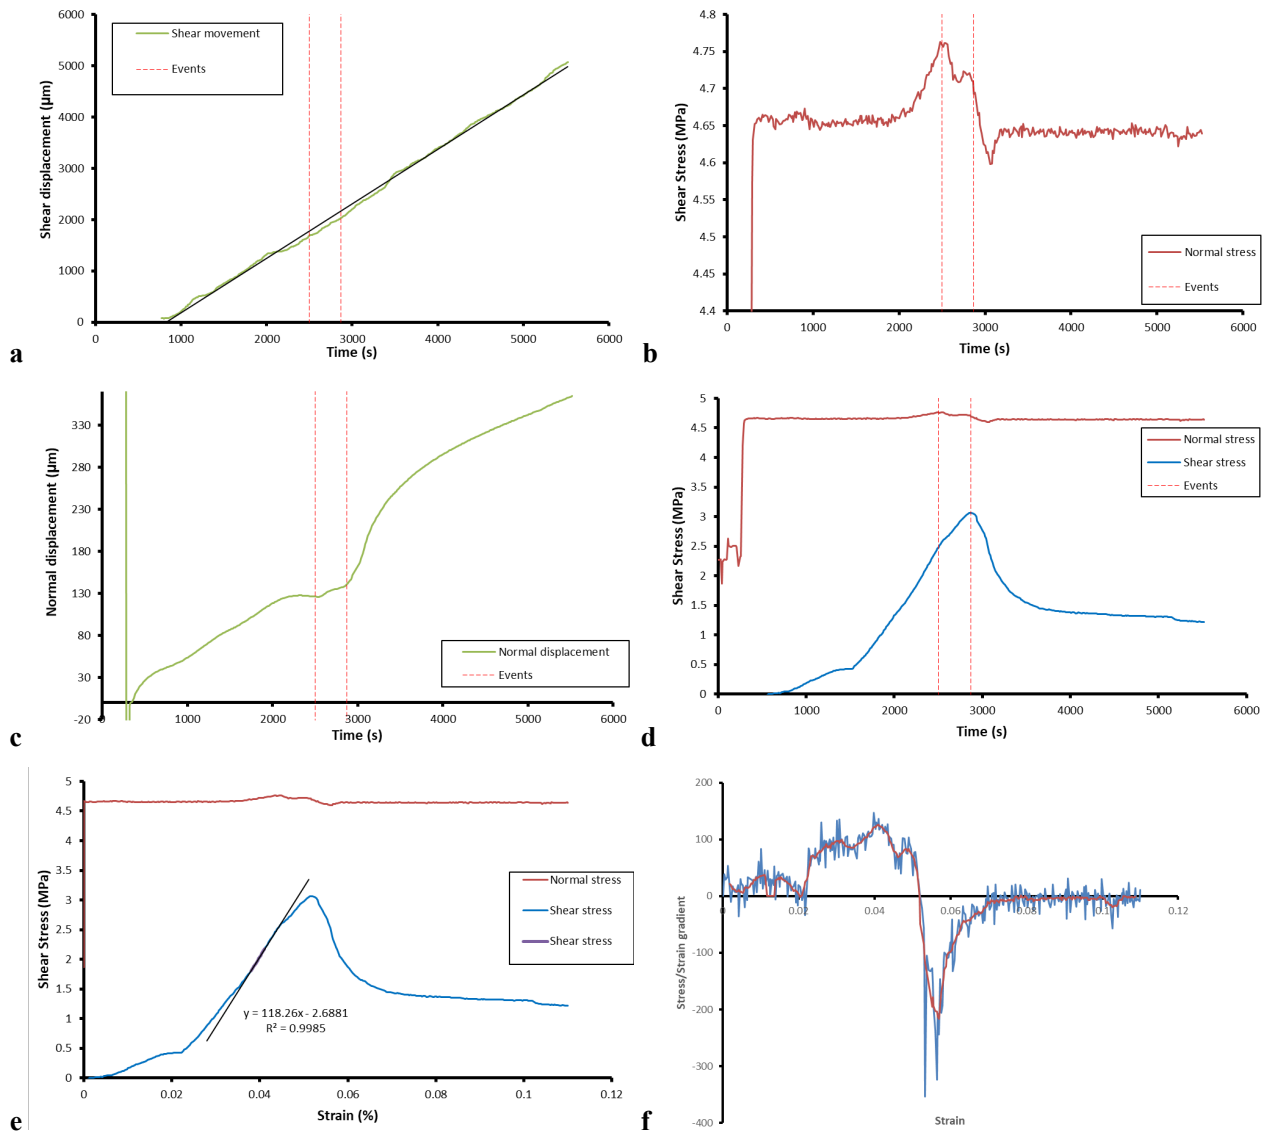 6000
5000
4000
3000
2000
1000
0
Shear displacement (µm)
Shear movement
Events
0 1000 2000 3000 4000 5000 6000
Time (s)
a
4.8
4.75
4.7
4.65
4.6
4.55
4.5
4.45
4.4
Shear Stress (MPa)
Normal stress
Events
0 1000 2000 3000 4000 5000 6000
Time (s)
b
330
280
230
180
130
80
30
-20
Normal displacement (µm)
Normal displacement
Events
0 1000 2000 3000 4000 5000 6000
Time (s)
c
5
4.5
4
3.5
3
2.5
2
1.5
1
0.5
0
Shear Stress (MPa)
Normal stress
Shear stress
Events
0 1000 2000 3000 4000 5000 6000
Time (s)
d
5
4.5
4
3.5
3
2.5
2
1.5
1
0.5
0
Shear Stress (MPa)
Normal stress
Shear stress
Shear stress
y = 118.26x - 2.6881
R² = 0.9985
0 0.02 0.04 0.06 0.08 0.1 0.12
Strain (%)
e
200
100
0
-100
-200
-300
-400
Stress/Strain gradient
0 0.02 0.04 0.06 0.08 0.1 0.12
Strain
f